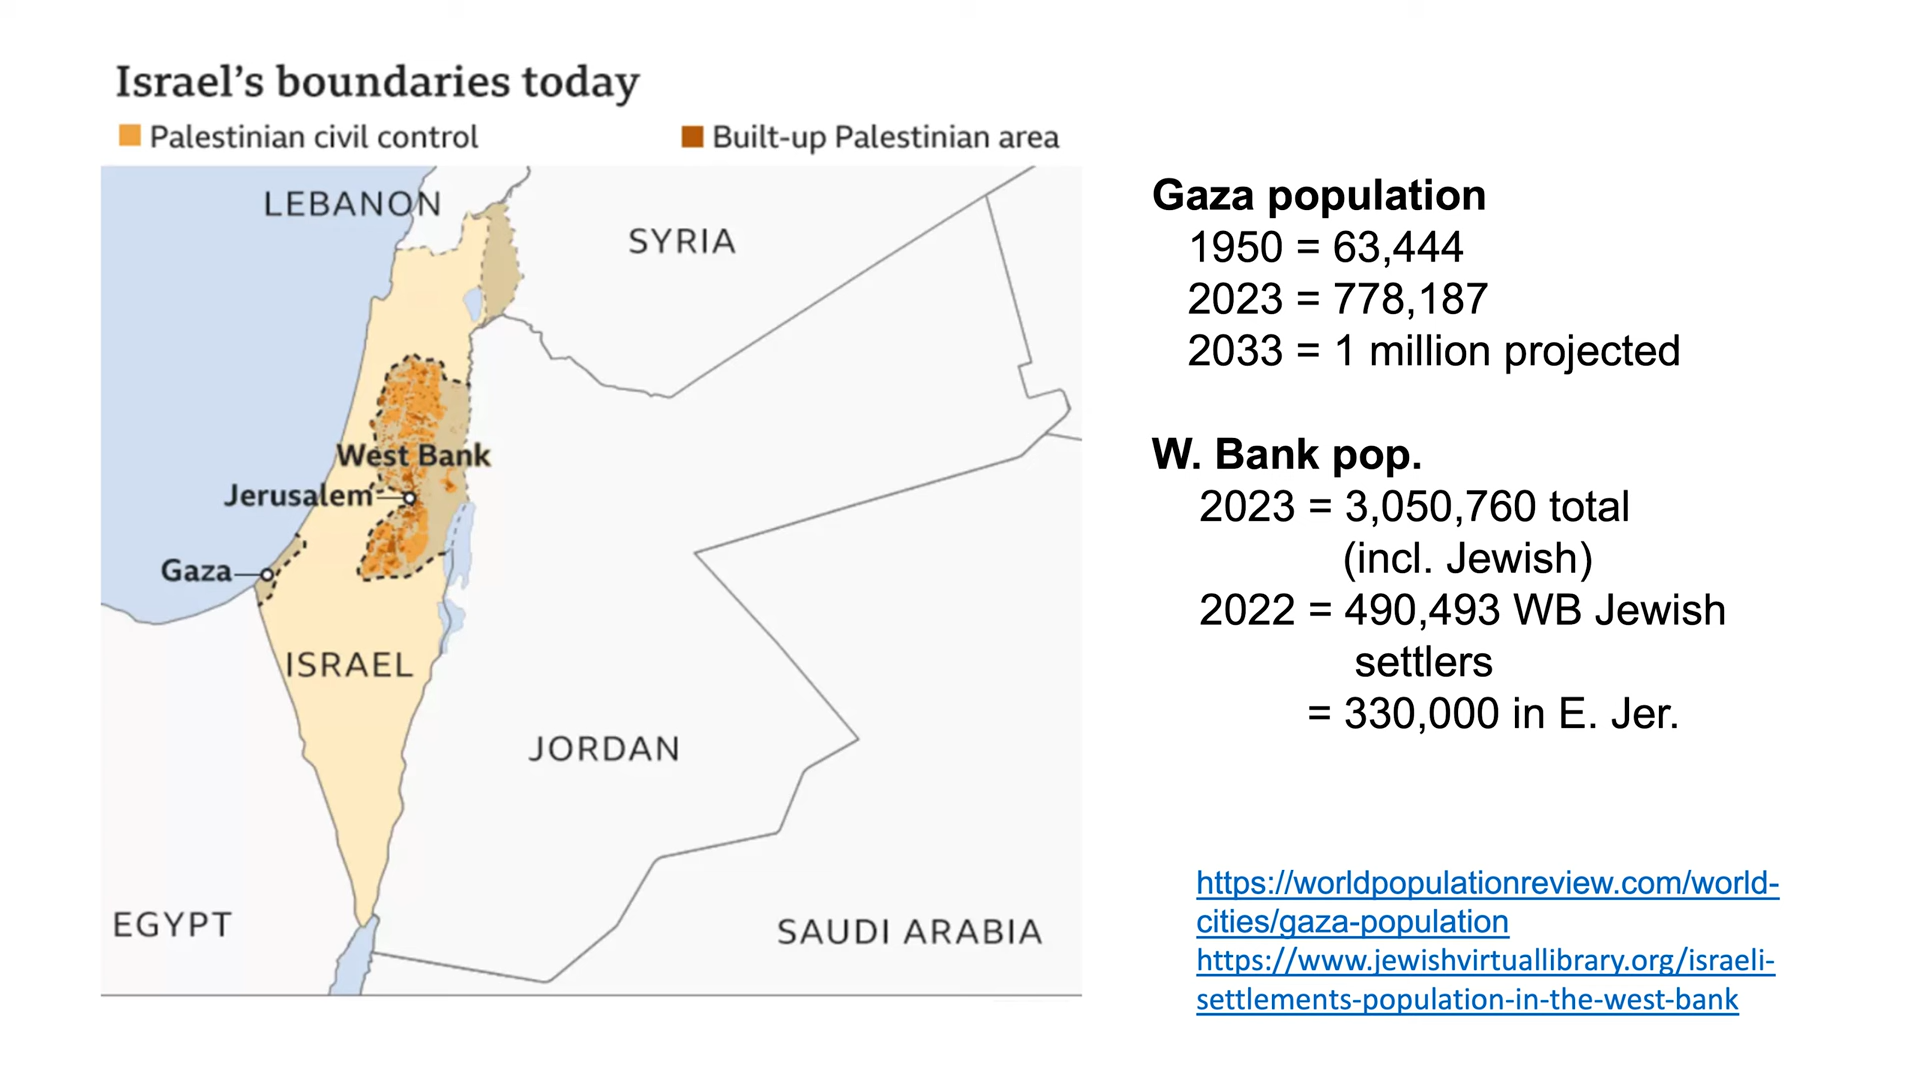 Israel's boundaries today
Palestinian civil control
Built-up Palestinian area
LEBANON
SYRIA
West Bank
Jerusalem
Gaza
ISRAEL
JORDAN
EGYPT
SAUDI ARABIA
Gaza population
1950 = 63,444
2023 = 778,187
2033 = 1 million projected
W. Bank pop.
2023 = 3,050,760 total
(incl. Jewish)
2022 = 490,493 WB Jewish
settlers
= 330,000 in E. Jer.
https://worldpopulationreview.com/world-
cities/gaza-population
https://www.jewishvirtuallibrary.org/israeli-
settlements-population-in-the-west-bank